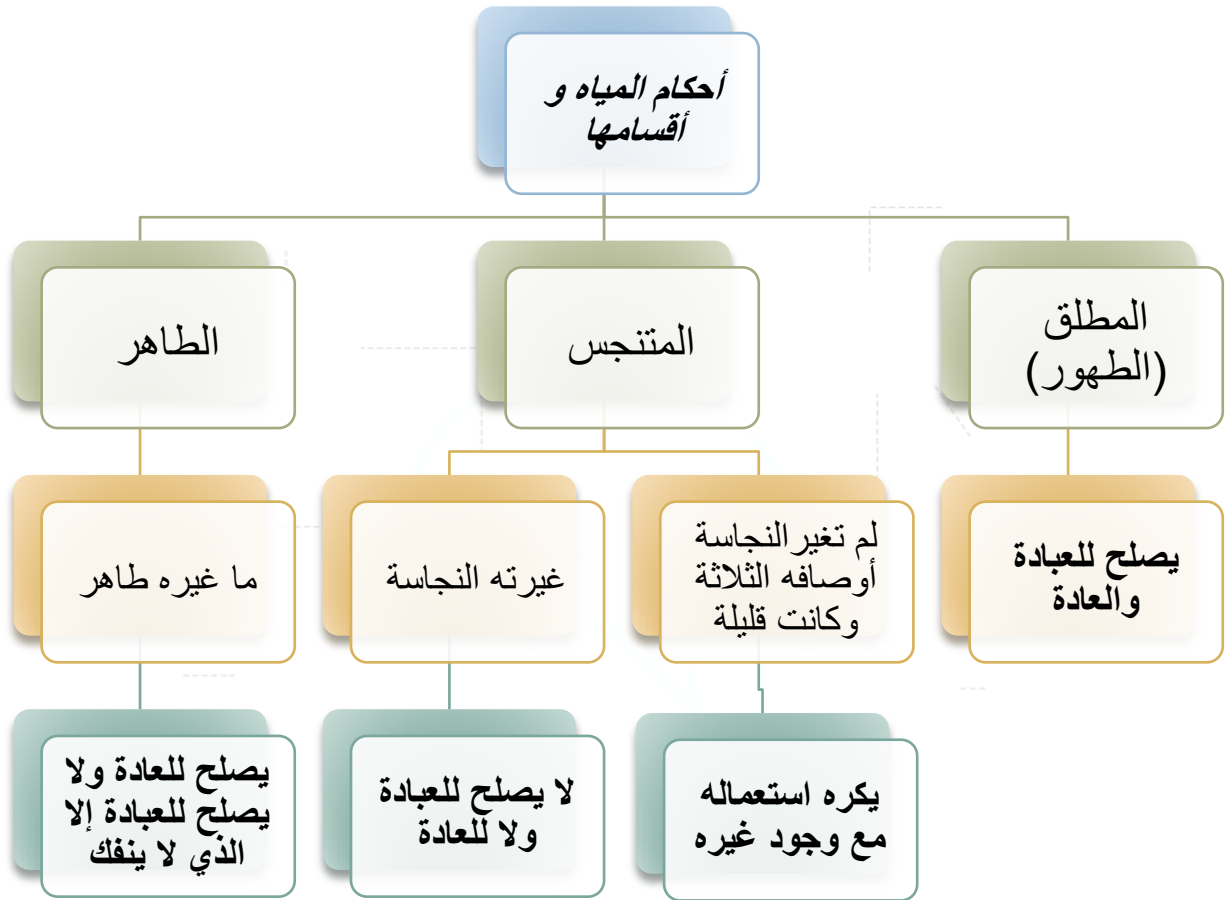 أحكام المياه و
أقسامها
المطلق
(الطهور)
المتنجس
الطاهر
يصلح للعبادة
والعادة
لم تغير النجاسة
أوصافه الثلاثة
وكانت قليلة
غيرته النجاسة
ما غيره طاهر
يكره استعماله
مع وجود غيره
لا يصلح للعبادة
ولا للعادة
يصلح للعادة ولا
يصلح للعبادة إلا
الذي لا ينفك